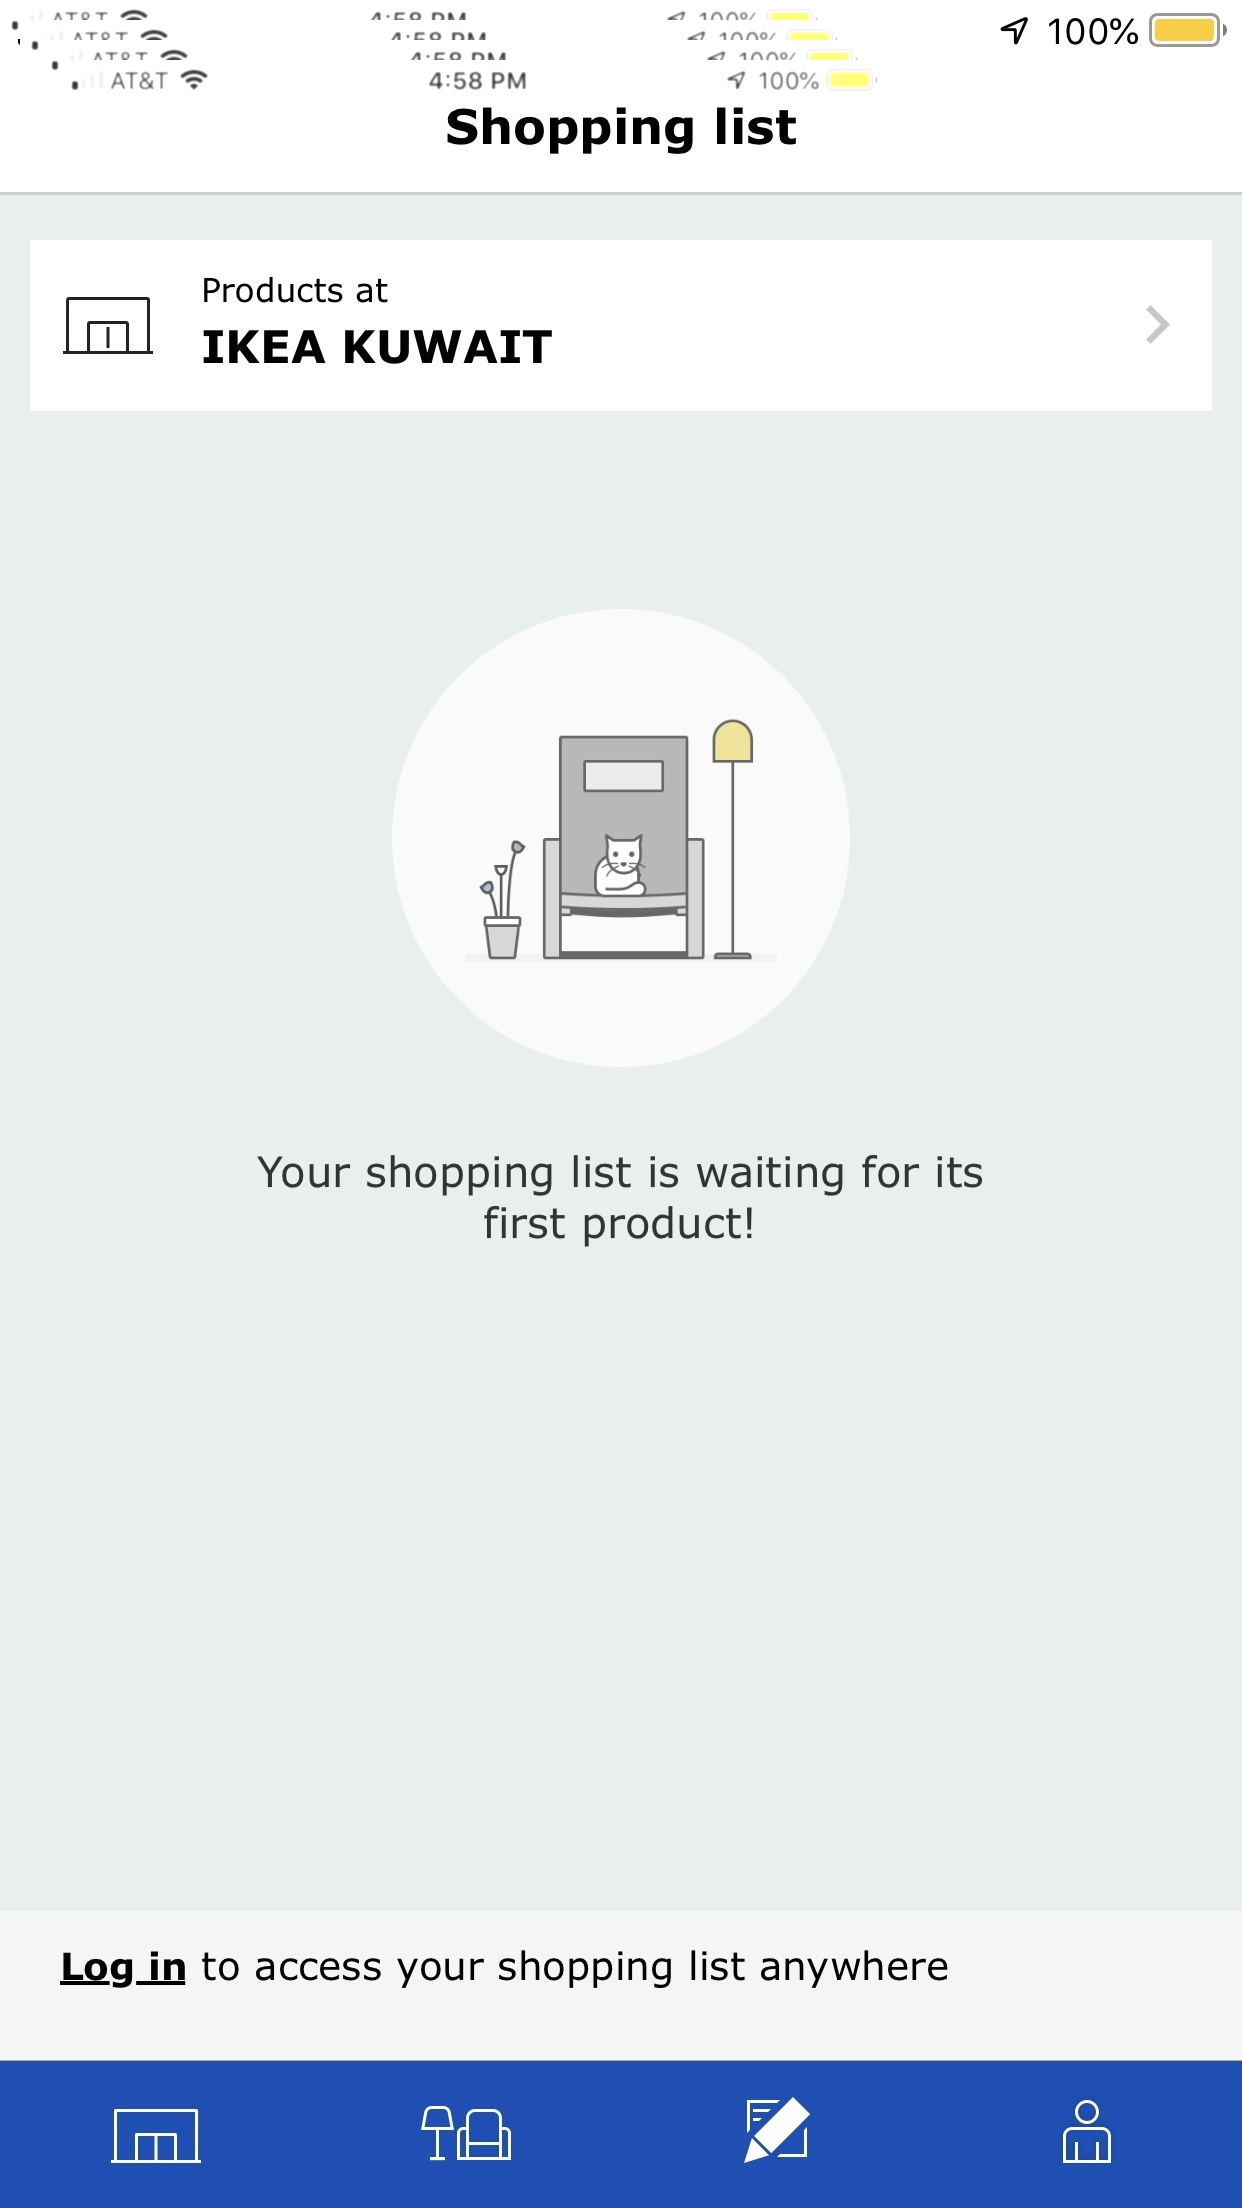 100%
AT&T 4:58 PM 100%
Shopping list
Products at
IKEA KUWAIT
Your shopping list is waiting for its
first product!
Log in to access your shopping list anywhere